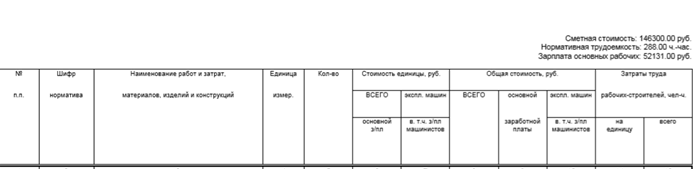 Сметная стоимость: 146300.00 руб.
Нормативная трудоемкость: 288.00 ч.-час.
Зарплата основных рабочих: 52131.00 руб.
№ Шифр Наименование работ и затрат, Единица Кол-во Стоимость единицы, руб. Общая стоимость, руб. Затраты труда
п.п. норматива материалов, изделий и конструкций измер. ВСЕГО экспл. машин ВСЕГО основной экспл. машин рабочих-строителей, чел-ч.
основной з/пл в. т.ч. з/пл машинистов заработной платы в. т.ч. з/пл машинистов на единицу всего